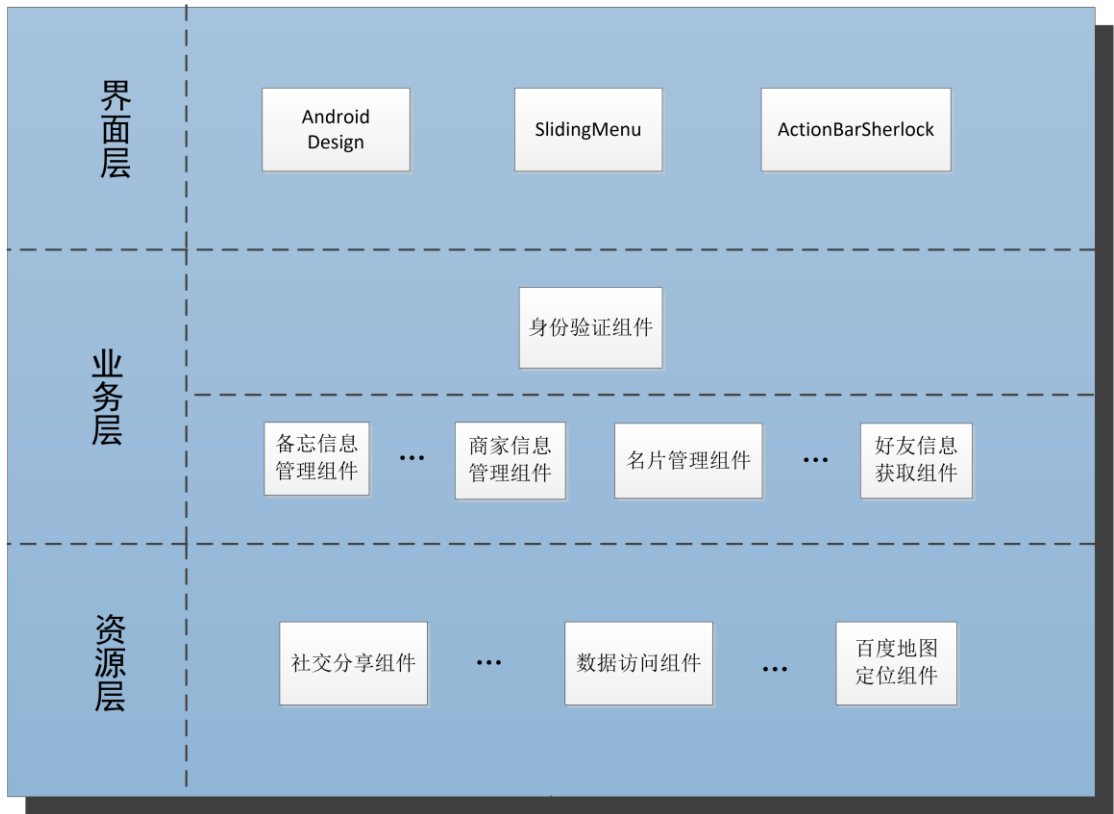 界面层
Android
Design
SlidingMenu
ActionBarSherlock
业务层
身份验证组件
备忘信息
管理组件
...
商家信息
管理组件
名片管理组件
...
好友信息
获取组件
资源层
社交分享组件
...
数据访问组件
...
百度地图
定位组件